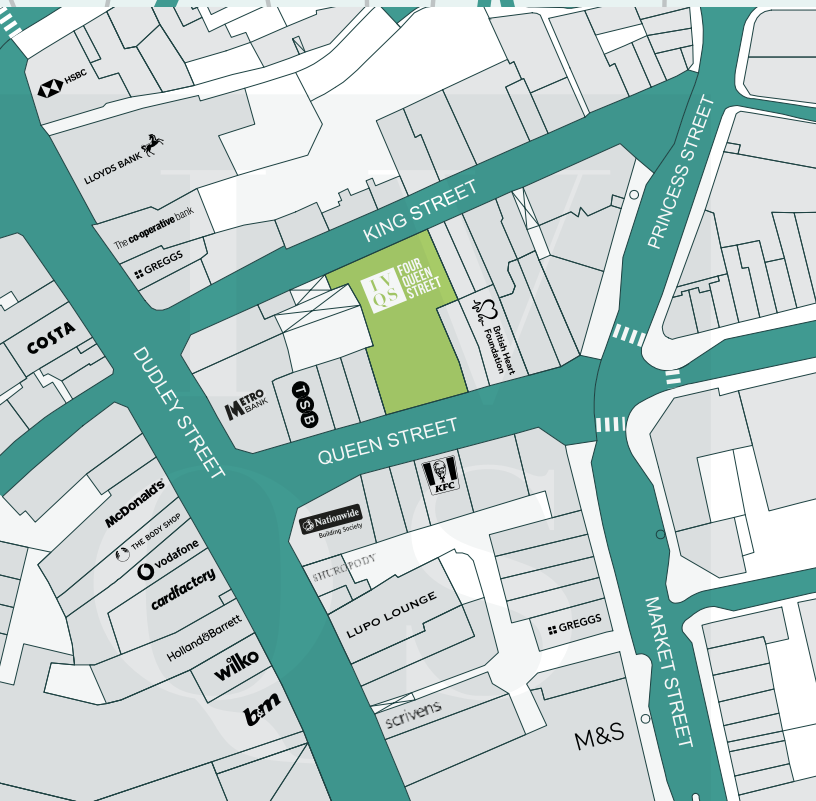 HSBC
LLOYDS BANK
The co-operative bank
GREGGS
KING STREET
PRINCESS STREET
IV
QS
FOUR
QUEEN
STREET
COSTA
British Heart
Foundation
DUDLEY STREET
METRO
BANK
TSB
QUEEN STREET
KFC
McDonald's
THE BODY SHOP
vodafone
cardfactory
Holland&Barrett
wilko
b&m
Nationwide
Building Society
LUPO LOUNGE
GREGGS
MARKET STREET
scrivens
M&S
IV
QS